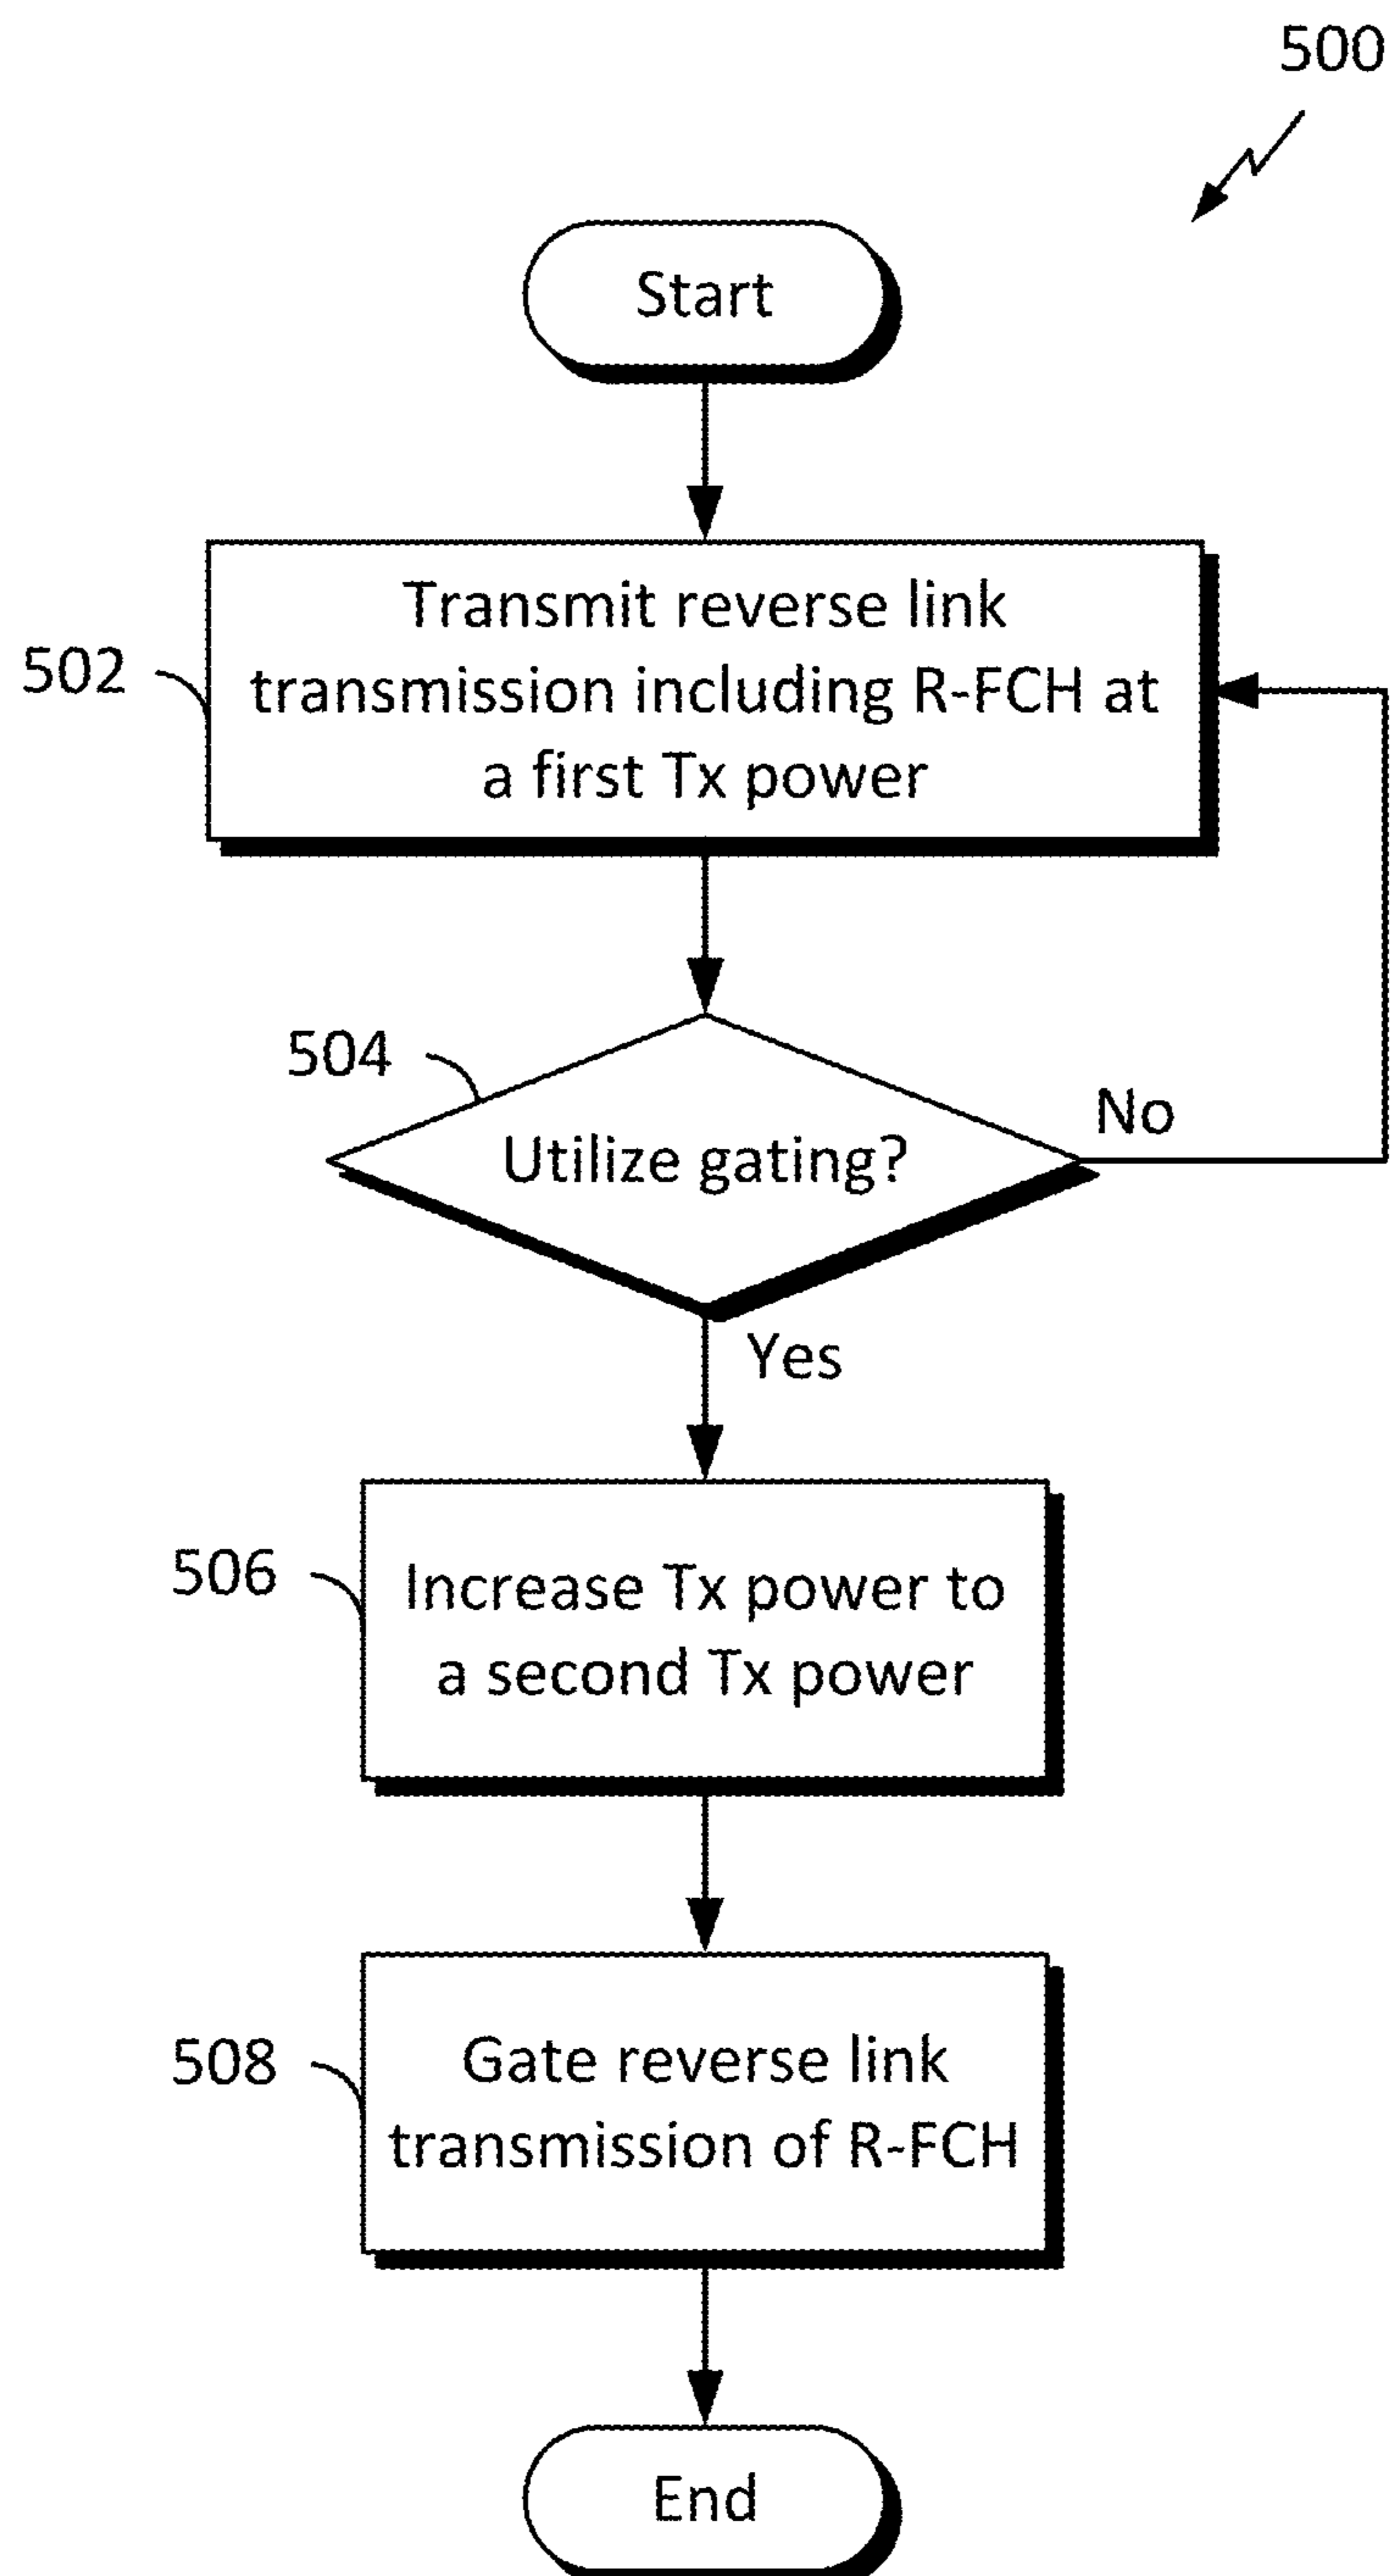 500
Start
502
Transmit reverse link
transmission including R-FCH at
a first Tx power
504
Utilize gating?
No
Yes
506
Increase Tx power to
a second Tx power
508
Gate reverse link
transmission of R-FCH
End